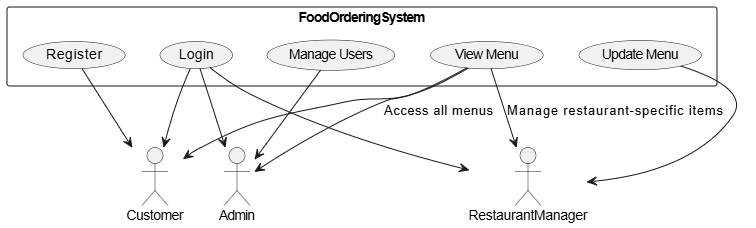 FoodOrderingSystem
Register
Login
Manage Users
View Menu
Update Menu
Access all menus
Manage restaurant-specific items
Customer
Admin
RestaurantManager